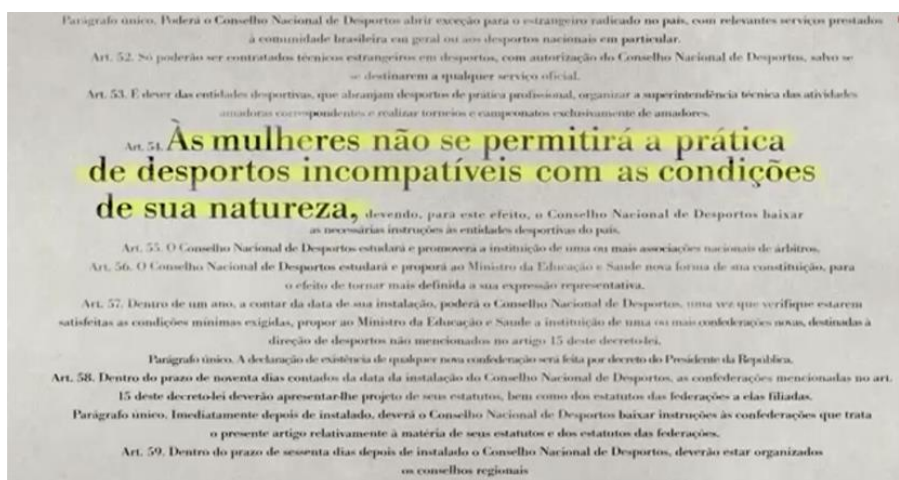 Parágrafo único. Poderá o Conselho Nacional de Desportos abrir exceção para o estrangeiro radicado no país, com relevantes serviços prestados
à comunidade brasileira em geral ou aos desportos nacionais em particular.
Art. 52. Só poderão ser contratados técnicos estrangeiros em desportos, com autorização do Conselho Nacional de Desportos, salvo se
se destinarem a qualquer serviço oficial.
Art. 53. É dever das entidades desportivas, que abranjam desportos de prática profissional, organizar a superintendência técnica das atividades
amadoras correspondentes e realizar torneios e campeonatos exclusivamente de amadores.
Art. 54. Às mulheres não se permitirá a prática
de desportos incompatíveis com as condições
de sua natureza, devendo, para este efeito, o Conselho Nacional de Desportos baixar
as necessárias instruções às entidades desportivas do país.
Art. 55. O Conselho Nacional de Desportos estudará e promoverá a instituição de uma ou mais associações nacionais de árbitros.
Art. 56. O Conselho Nacional de Desportos estudará e proporá ao Ministro da Educação e Saude nova forma de sua constituição, para
o efeito de tornar mais definida a sua expressão representativa.
Art. 57. Dentro de um ano, a contar da data de sua instalação, poderá o Conselho Nacional de Desportos, uma vez que verifique estarem
satisfeitas as condições mínimas exigidas, propor ao Ministro da Educação e Saude a instituição de uma ou mais confederações novas, destinadas à
direção de desportos não mencionados no artigo 15 deste decreto-lei.
Parágrafo único. A declaração de existência de qualquer nova confederação será feita por decreto do Presidente da República.
Art. 58. Dentro do prazo de noventa dias contados da data da instalação do Conselho Nacional de Desportos, as confederações mencionadas no art.
15 deste decreto-lei deverão apresentar-lhe projeto de seus estatutos, bem como dos estatutos das federações a elas filiadas.
Parágrafo único. Imediatamente depois de instalado, deverá o Conselho Nacional de Desportos baixar instruções às confederações que trata
o presente artigo relativamente à matéria de seus estatutos e dos estatutos das federações.
Art. 59. Dentro do prazo de sessenta dias depois de instalado o Conselho Nacional de Desportos, deverão estar organizados
os conselhos regionais